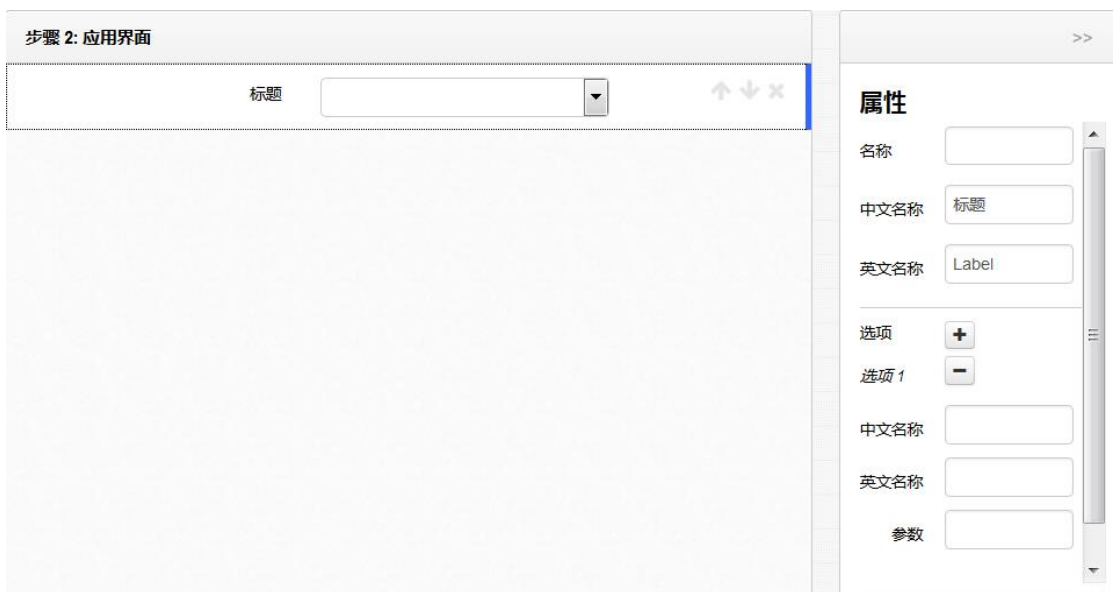 步骤 2: 应用界面
标题
>>
属性
名称
中文名称 标题
英文名称 Label
选项
选项 1
中文名称
英文名称
参数